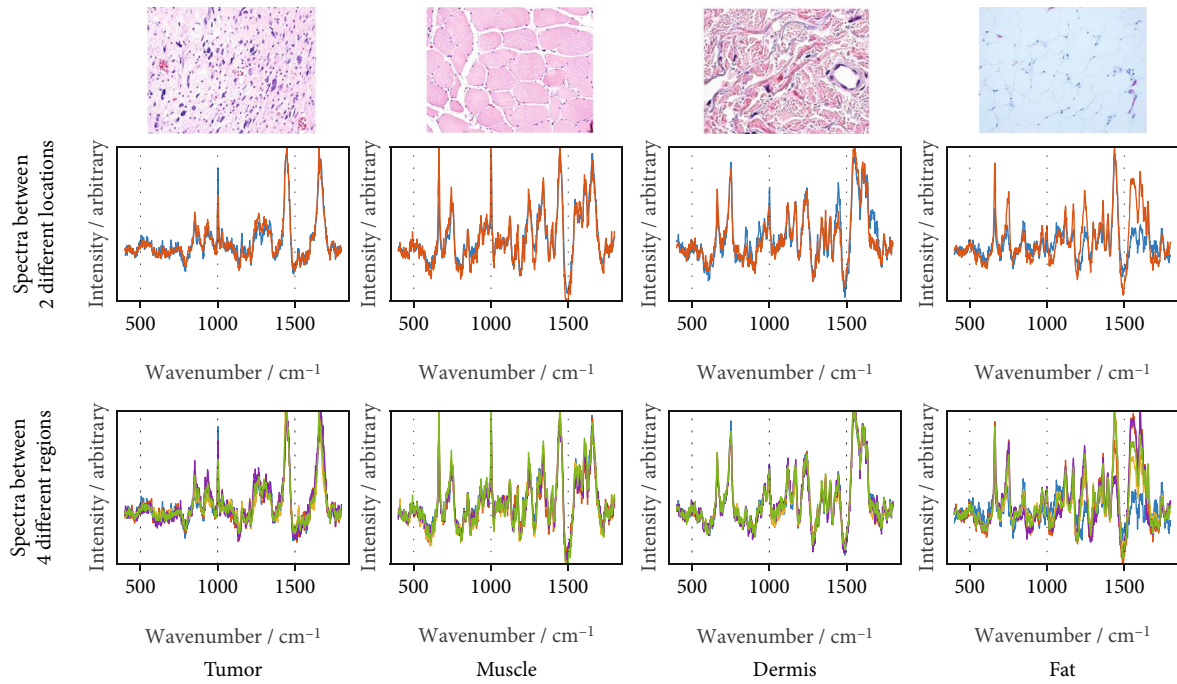 Spectra between
2 different locations
Intensity / arbitrary
500 1000 1500
Wavenumber / cm⁻¹
Intensity / arbitrary
500 1000 1500
Wavenumber / cm⁻¹
Intensity / arbitrary
500 1000 1500
Wavenumber / cm⁻¹
Intensity / arbitrary
500 1000 1500
Wavenumber / cm⁻¹
Spectra between
4 different regions
Intensity / arbitrary
500 1000 1500
Wavenumber / cm⁻¹
Tumor
Intensity / arbitrary
500 1000 1500
Wavenumber / cm⁻¹
Muscle
Intensity / arbitrary
500 1000 1500
Wavenumber / cm⁻¹
Dermis
Intensity / arbitrary
500 1000 1500
Wavenumber / cm⁻¹
Fat